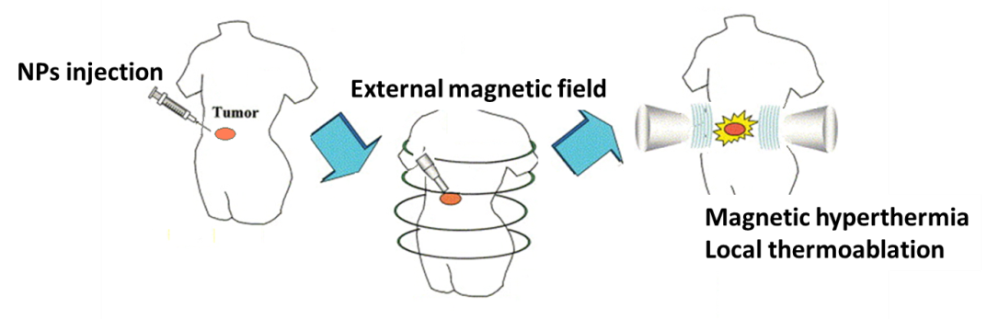 NPs injection
Tumor
External magnetic field
Magnetic hyperthermia
Local thermoablation